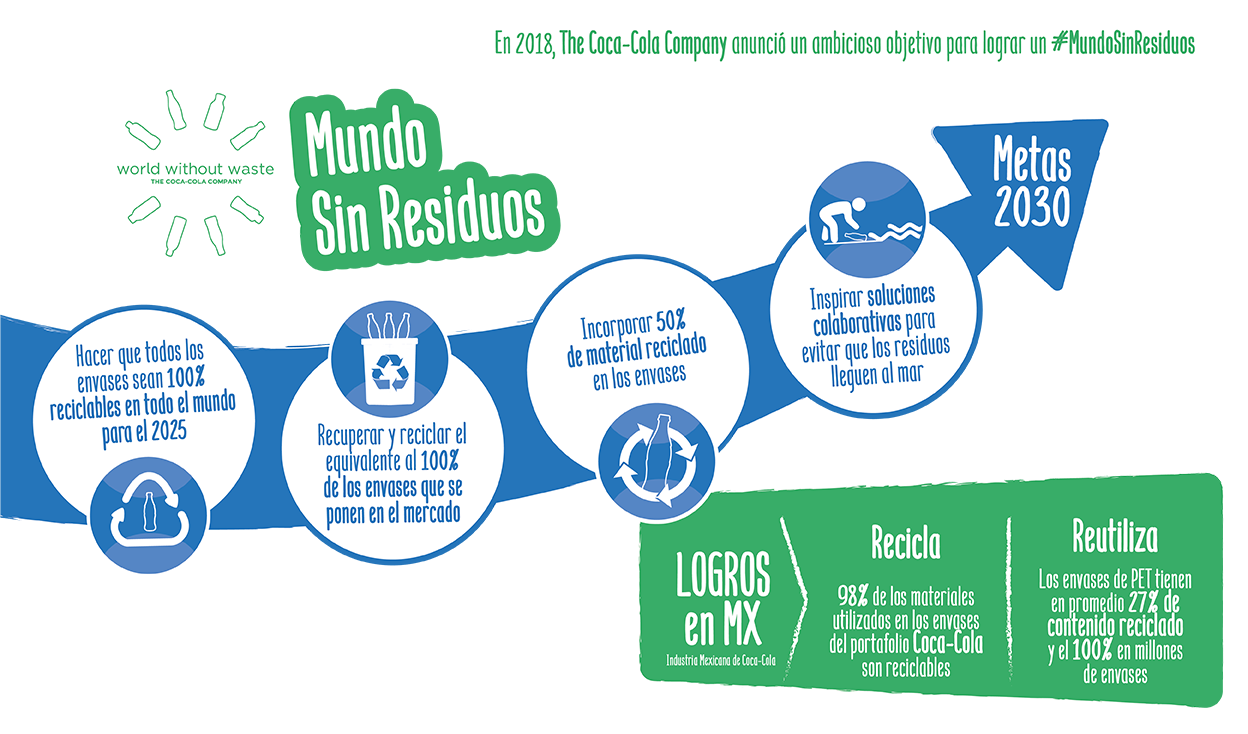 En 2018, The Coca-Cola Company anunció un ambicioso objetivo para lograr un #MundoSinResiduos
world without waste
THE COCA-COLA COMPANY
Mundo
Sin Residuos
Metas
2030
Hacer que todos los
envases sean 100%
reciclables en todo el mundo
para el 2025
Recuperar y reciclar el
equivalente al 100%
de los envases que se
ponen en el mercado
Incorporar 50%
de material reciclado
en los envases
Inspirar soluciones
colaborativas para
evitar que los residuos
lleguen al mar
LOGROS
en MX
Industria Mexicana de Coca-Cola
Recicla
98% de los materiales
utilizados en los envases
del portafolio Coca-Cola
son reciclables
Reutiliza
Los envases de PET tienen
en promedio 27% de
contenido reciclado
y el 100% en millones
de envases